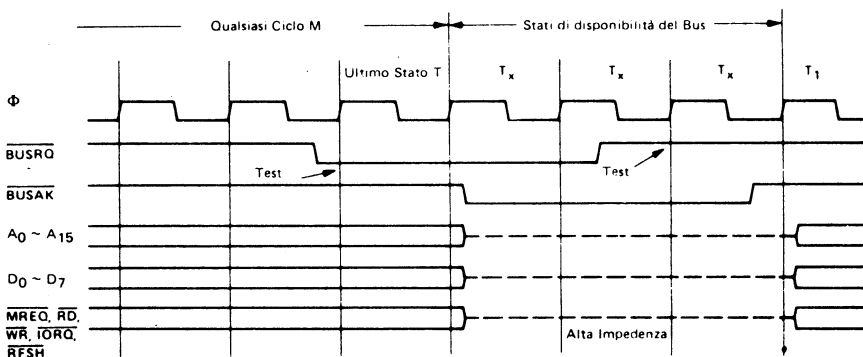 Qualsiasi Ciclo M
Stati di disponibilità del Bus
Ultimo Stato T
Tx
Tx
Tx
T1
Φ
BUSRQ
Test
Test
BUSAK
A0 ~ A15
D0 ~ D7
MREQ, RD,
WR, IORQ,
RFSH
Alta Impedenza